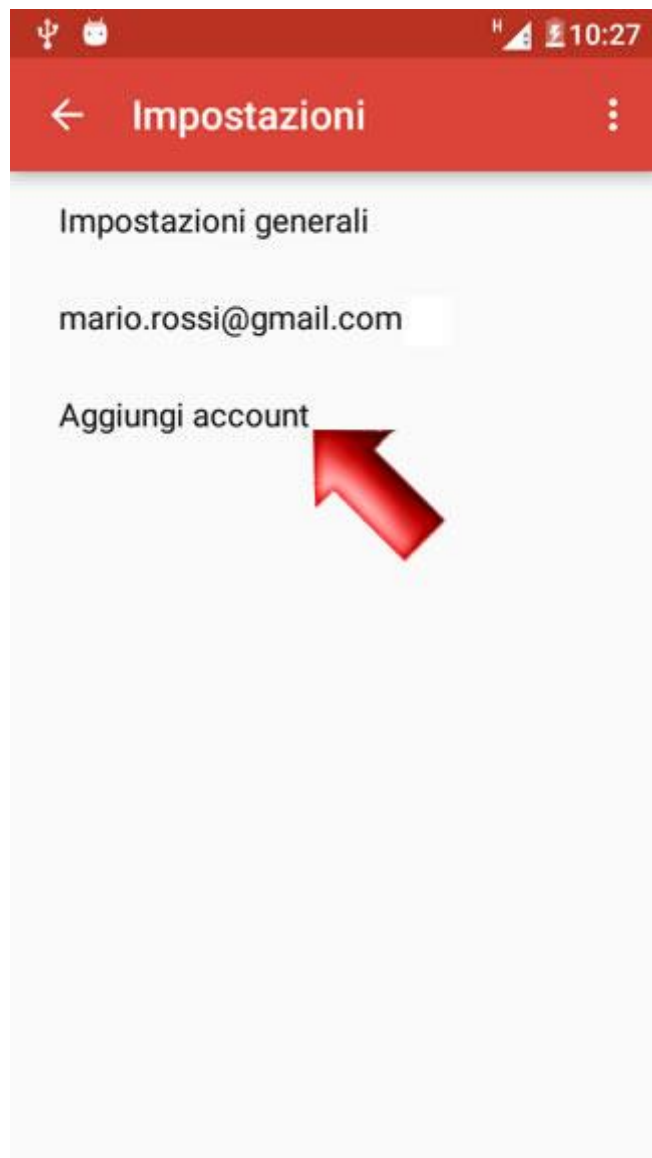 H 10:27
Impostazioni
Impostazioni generali
mario.rossi@gmail.com
Aggiungi account